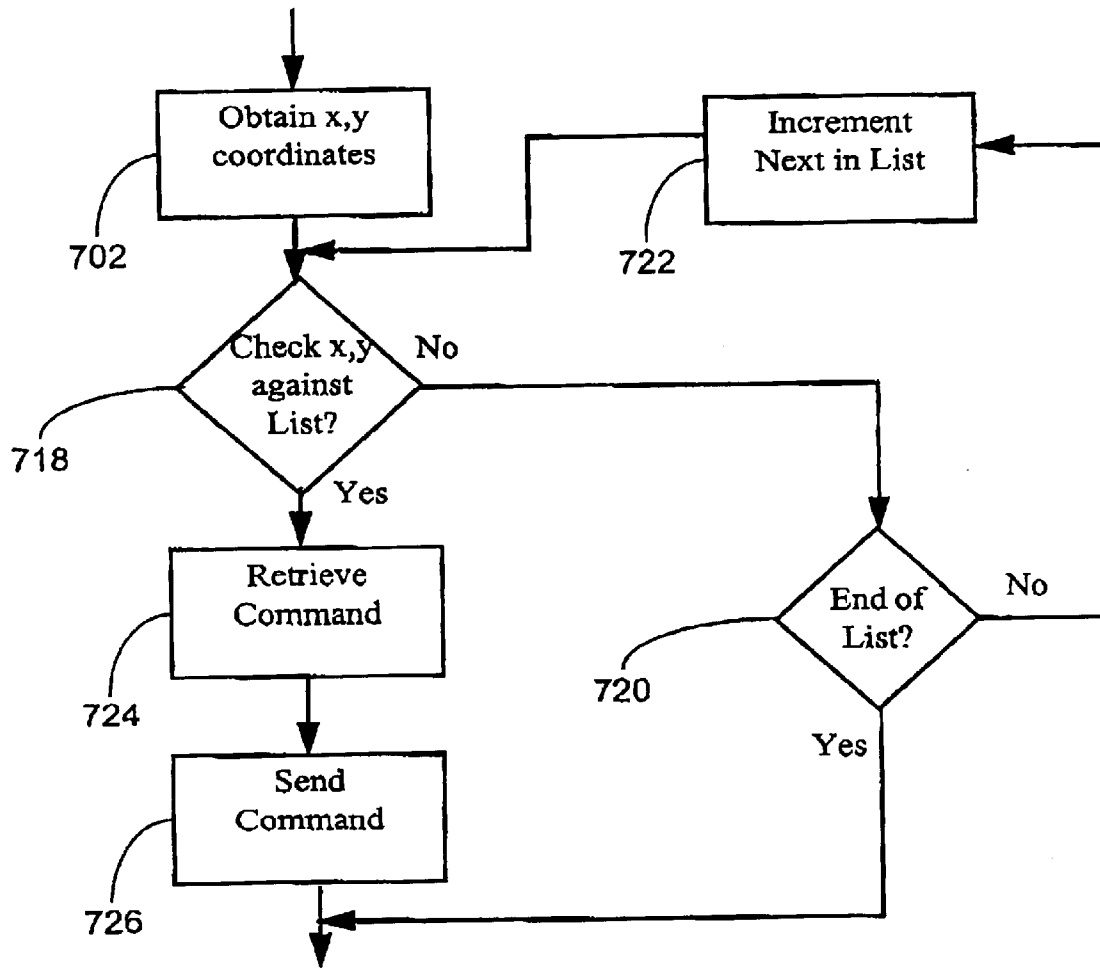 Obtain x,y
coordinates
702
Increment
Next in List
722
Check x,y
against
List?
No
718
Yes
Retrieve
Command
724
End of
List?
No
720
Yes
Send
Command
726